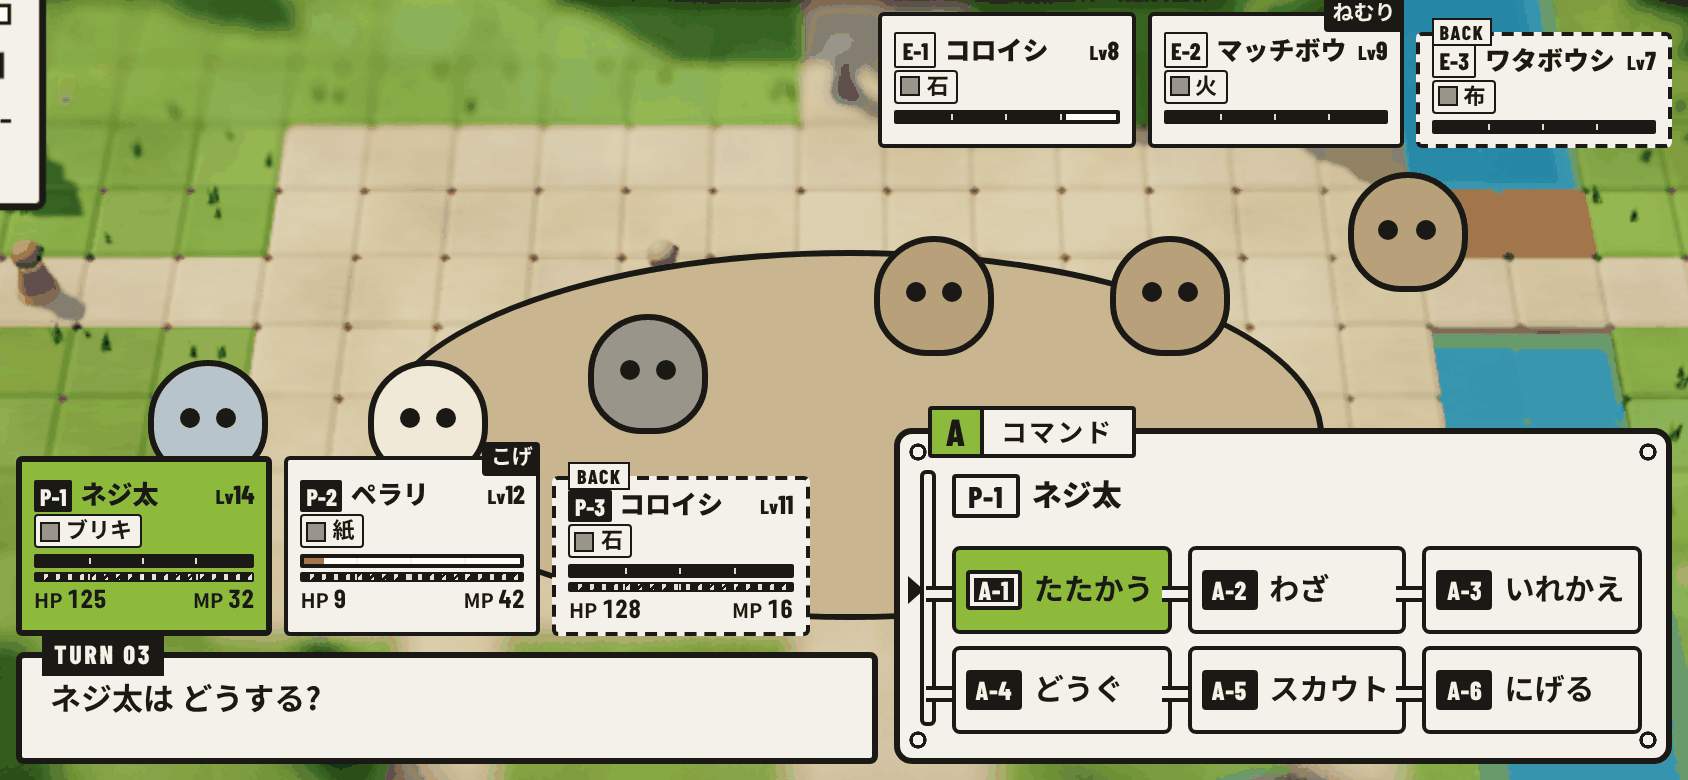 E-1 コロイシ Lv8
石
ねむり
E-2 マッチボウ Lv9
火
BACK
E-3 ワタボウシ Lv7
布
P-1 ネジ太 Lv14
ブリキ
HP 125 MP 32
こげ
P-2 ペラリ Lv12
紙
HP 9 MP 42
BACK
P-3 コロイシ Lv11
石
HP 128 MP 16
TURN 03
ネジ太は どうする?
A コマンド
P-1 ネジ太
A-1 たたかう
A-2 わざ
A-3 いれかえ
A-4 どうぐ
A-5 スカウト
A-6 にげる